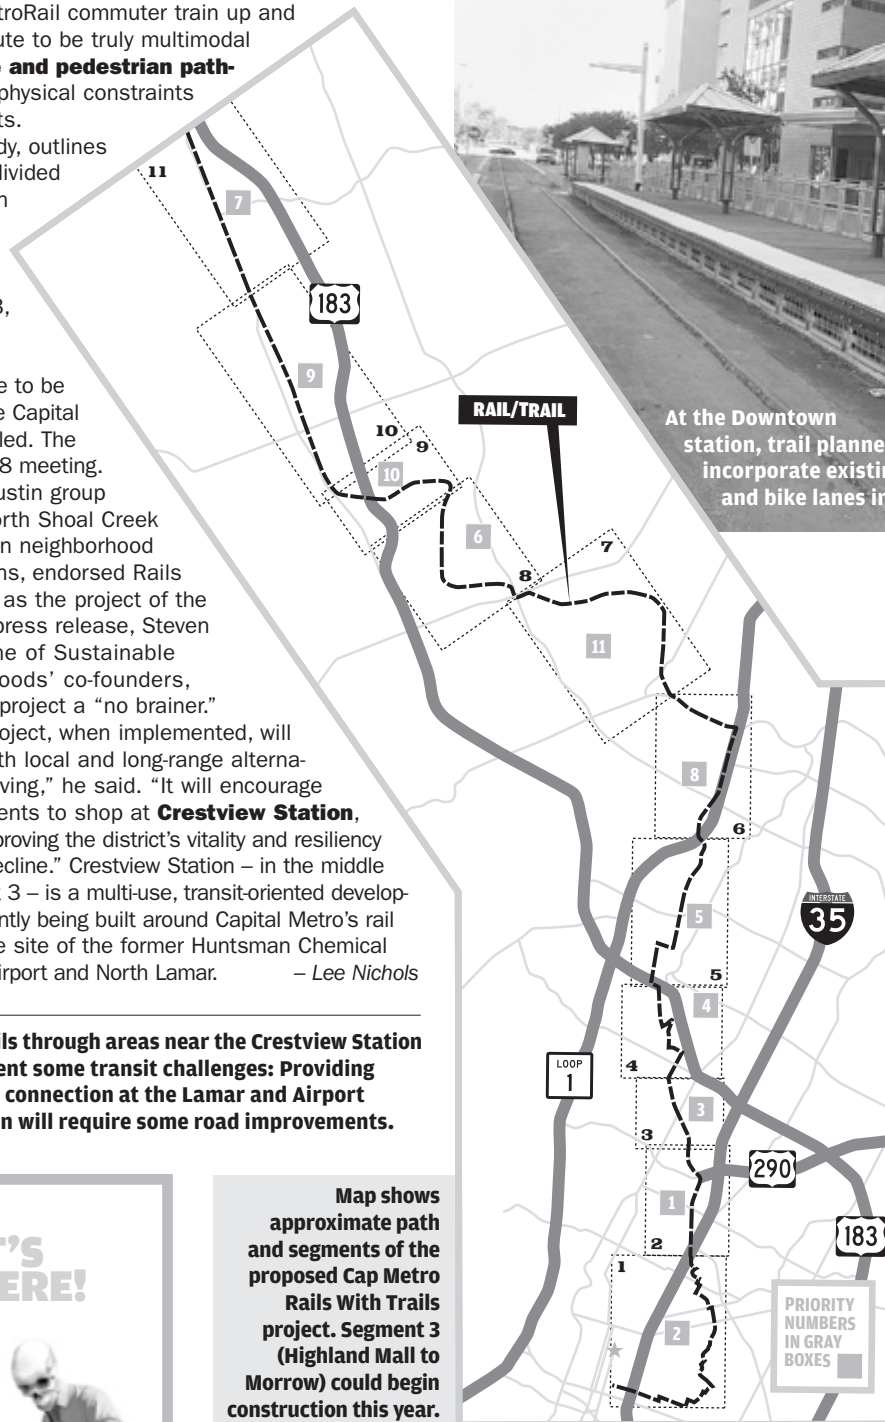 troRail commuter train up and
ute to be truly multimodal
e and pedestrian path-
physical constraints
ts.
dy, outlines
divided
n
3,
e to be
e Capital
led. The
8 meeting.
ustin group
orth Shoal Creek
n neighborhood
ns, endorsed Rails
as the project of the
press release, Steven
ne of Sustainable
oods’ co-founders,
project a “no brainer.”
oject, when implemented, will
th local and long-range alterna-
ving,” he said. “It will encourage
ents to shop at Crestview Station,
proving the district’s vitality and resiliency
ecline.” Crestview Station – in the middle
t 3 – is a multi-use, transit-oriented develop-
ently being built around Capital Metro’s rail
e site of the former Huntsman Chemical
irport and North Lamar.
– Lee Nichols
ils through areas near the Crestview Station
ent some transit challenges: Providing
connection at the Lamar and Airport
n will require some road improvements.
T’S
ERE!
Map shows
approximate path
and segments of the
proposed Cap Metro
Rails With Trails
project. Segment 3
(Highland Mall to
Morrow) could begin
construction this year.
At the Downtown
station, trail planne
incorporate existin
and bike lanes in
11
7
183
9
10
9
10
RAIL/TRAIL
6
7
8
11
8
6
5
INTERSTATE
35
5
4
4
LOOP
1
3
3
290
1
2
183
1
2
PRIORITY
NUMBERS
IN GRAY
BOXES